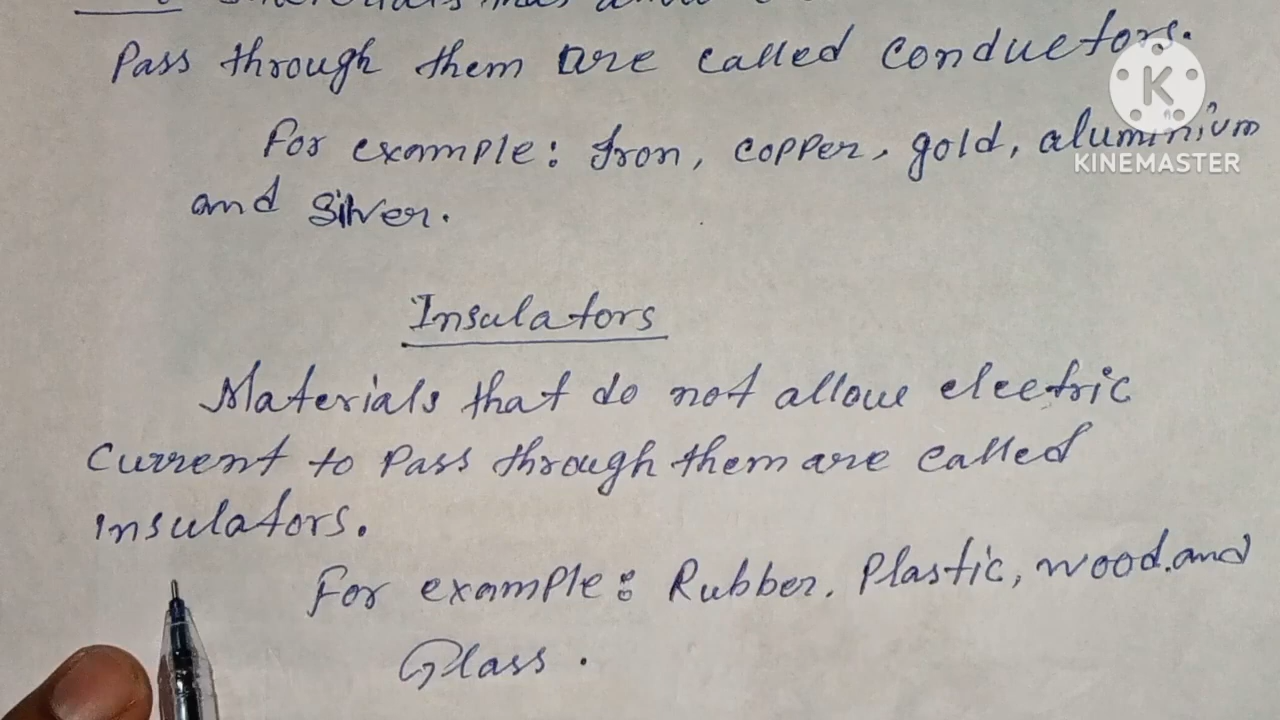 Pass through them are called conductors.
For example: Iron, copper, gold, aluminium
and silver.
Insulators
Materials that do not allow electric
current to pass through them are called
insulators.
For example: Rubber, Plastic, wood. and
Glass.
K
KINEMASTER